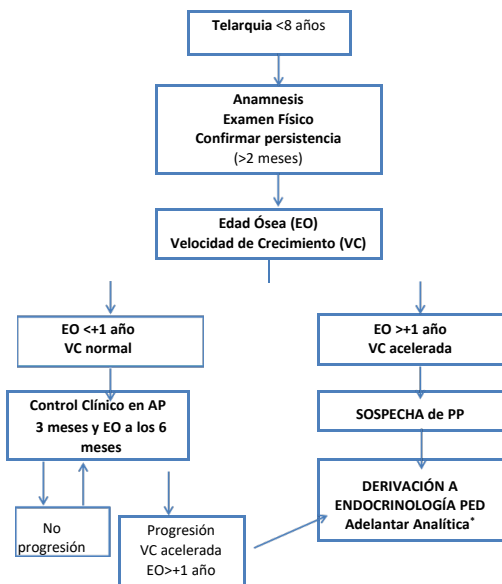 Telarquia <8 años
Anamnesis
Examen Físico
Confirmar persistencia
(>2 meses)
Edad Ósea (EO)
Velocidad de Crecimiento (VC)
EO <+1 año
VC normal
EO >+1 año
VC acelerada
Control Clínico en AP
3 meses y EO a los 6
meses
SOSPECHA de PP
No
progresión
Progresión
VC acelerada
EO>+1 año
DERIVACIÓN A
ENDOCRINOLOGÍA PED
Adelantar Analítica*